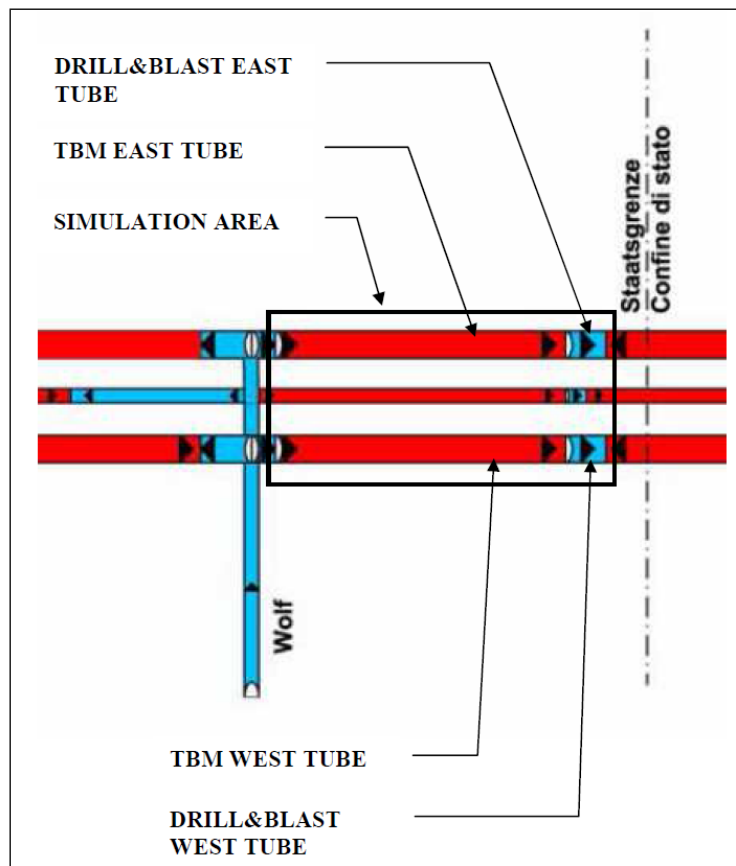 DRILL&BLAST EAST
TUBE
TBM EAST TUBE
SIMULATION AREA
Staatsgrenze
Confine di stato
Wolf
TBM WEST TUBE
DRILL&BLAST
WEST TUBE